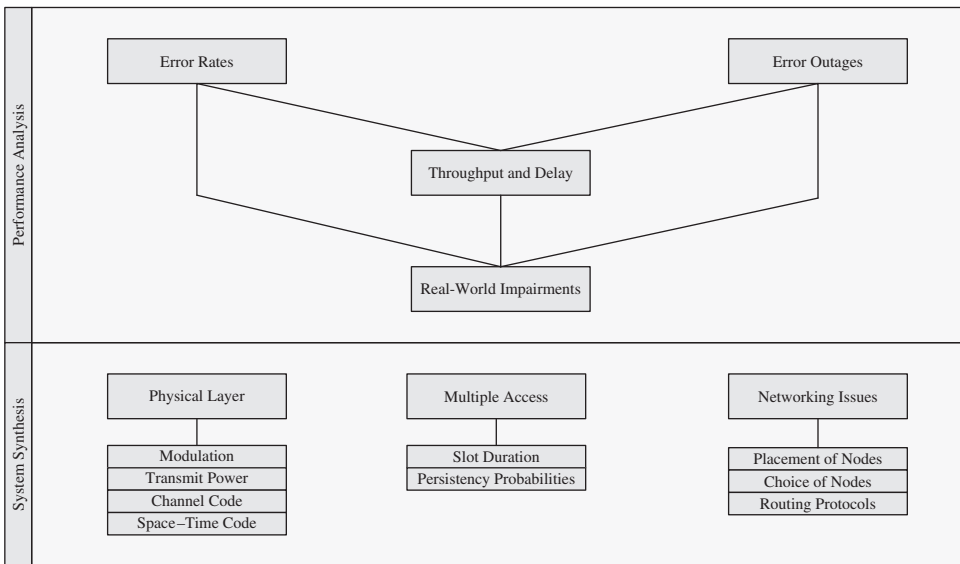 Performance Analysis
Error Rates
Error Outages
Throughput and Delay
Real-World Impairments
System Synthesis
Physical Layer
Modulation
Transmit Power
Channel Code
Space–Time Code
Multiple Access
Slot Duration
Persistency Probabilities
Networking Issues
Placement of Nodes
Choice of Nodes
Routing Protocols